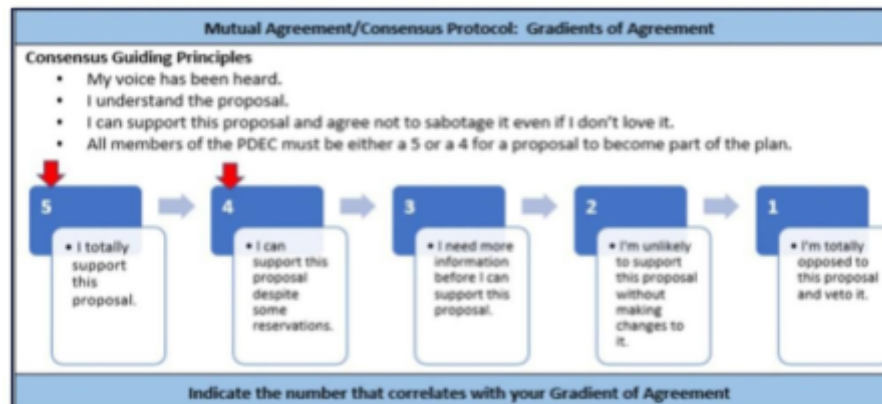 Mutual Agreement/Consensus Protocol: Gradients of Agreement
Consensus Guiding Principles
• My voice has been heard.
• I understand the proposal.
• I can support this proposal and agree not to sabotage it even if I don't love it.
• All members of the PDEC must be either a 5 or a 4 for a proposal to become part of the plan.
5
• I totally
support
this
proposal.
4
• I can
support this
proposal
despite
some
reservations.
3
• I need more
information
before I can
support this
proposal.
2
• I'm unlikely
to support
this proposal
without
making
changes to
it.
1
• I'm totally
opposed to
this proposal
and veto it.
Indicate the number that correlates with your Gradient of Agreement